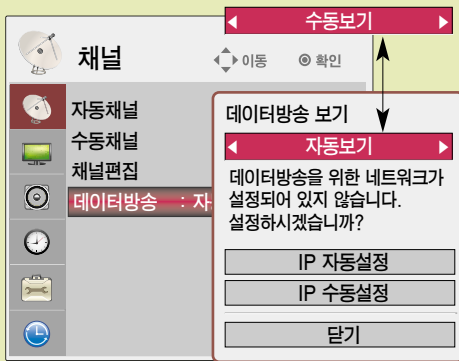 수동보기
채널
이동
확인
자동채널
수동채널
채널편집
데이터방송 : 자
데이터방송 보기
자동보기
데이터방송을 위한 네트워크가
설정되어 있지 않습니다.
설정하시겠습니까?
IP 자동설정
IP 수동설정
닫기